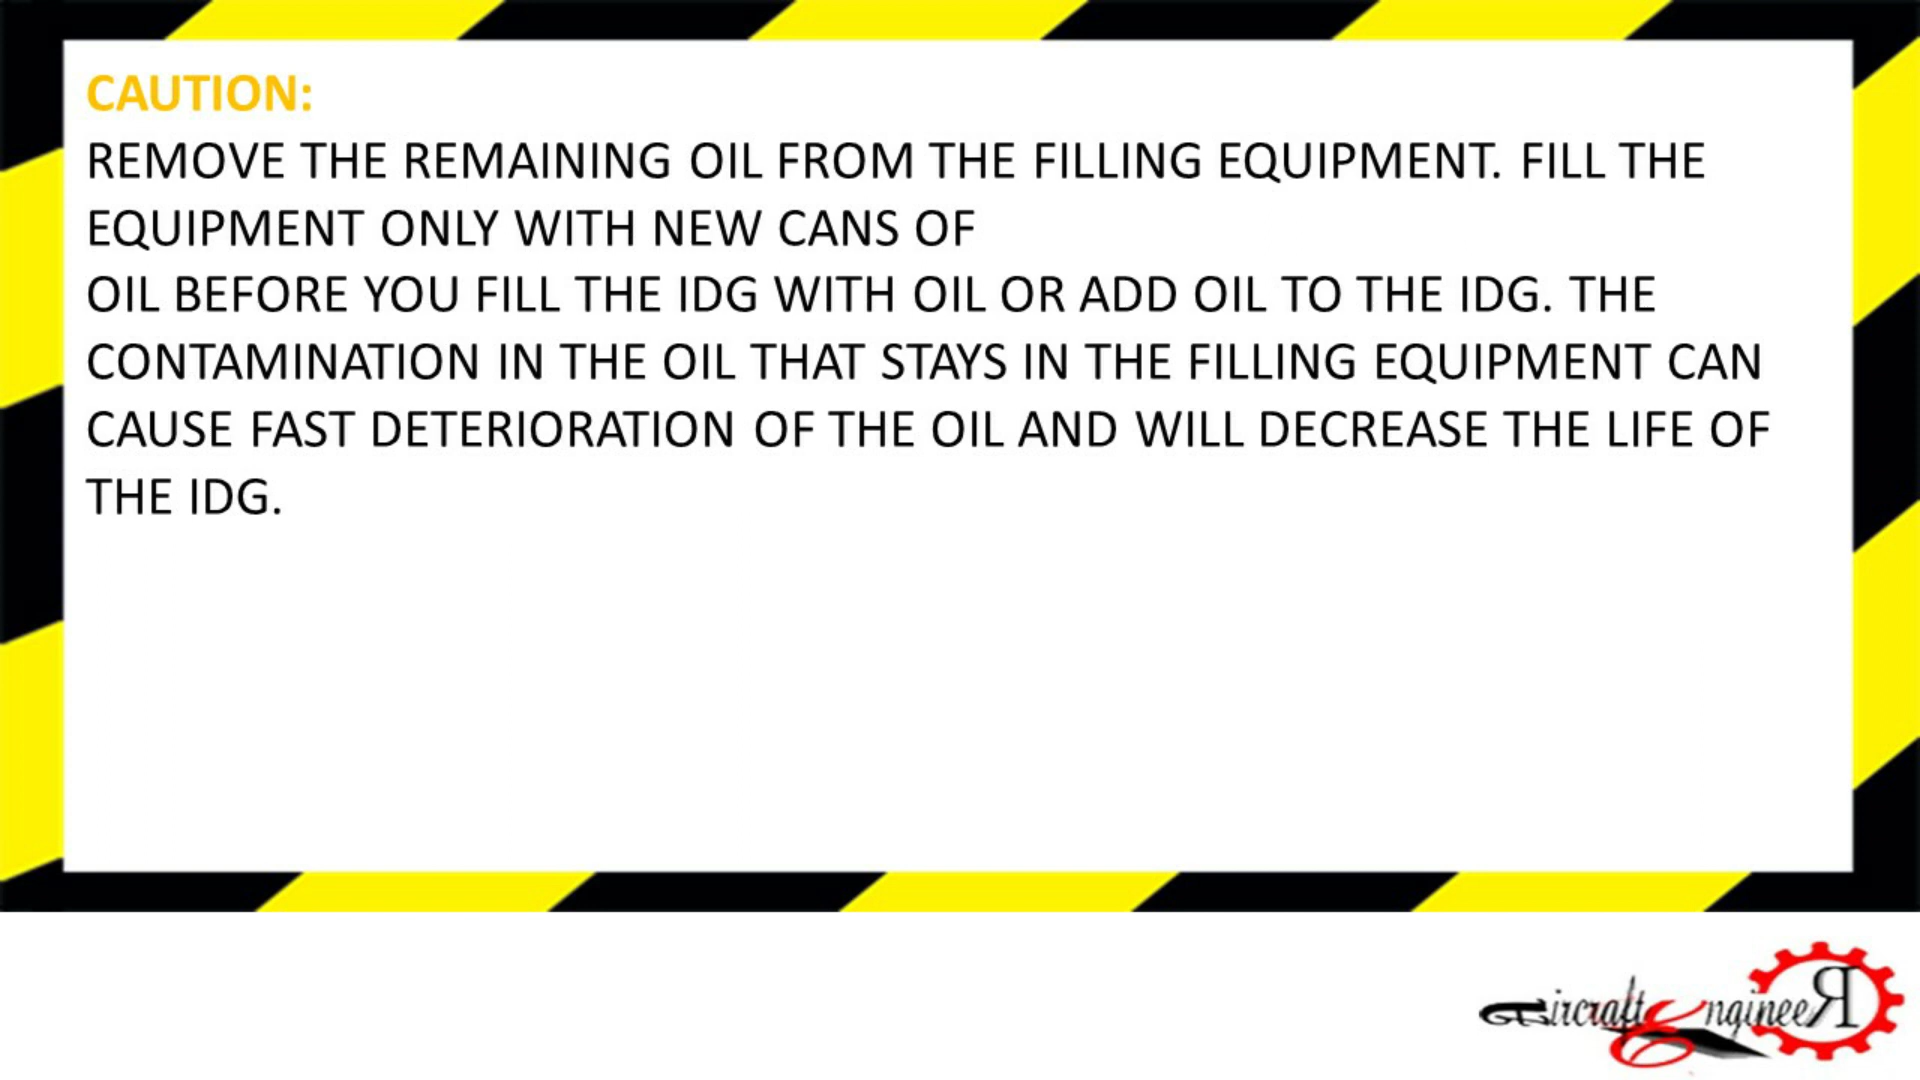 CAUTION:
REMOVE THE REMAINING OIL FROM THE FILLING EQUIPMENT. FILL THE
EQUIPMENT ONLY WITH NEW CANS OF
OIL BEFORE YOU FILL THE IDG WITH OIL OR ADD OIL TO THE IDG. THE
CONTAMINATION IN THE OIL THAT STAYS IN THE FILLING EQUIPMENT CAN
CAUSE FAST DETERIORATION OF THE OIL AND WILL DECREASE THE LIFE OF
THE IDG.
Aircraft EngineeR